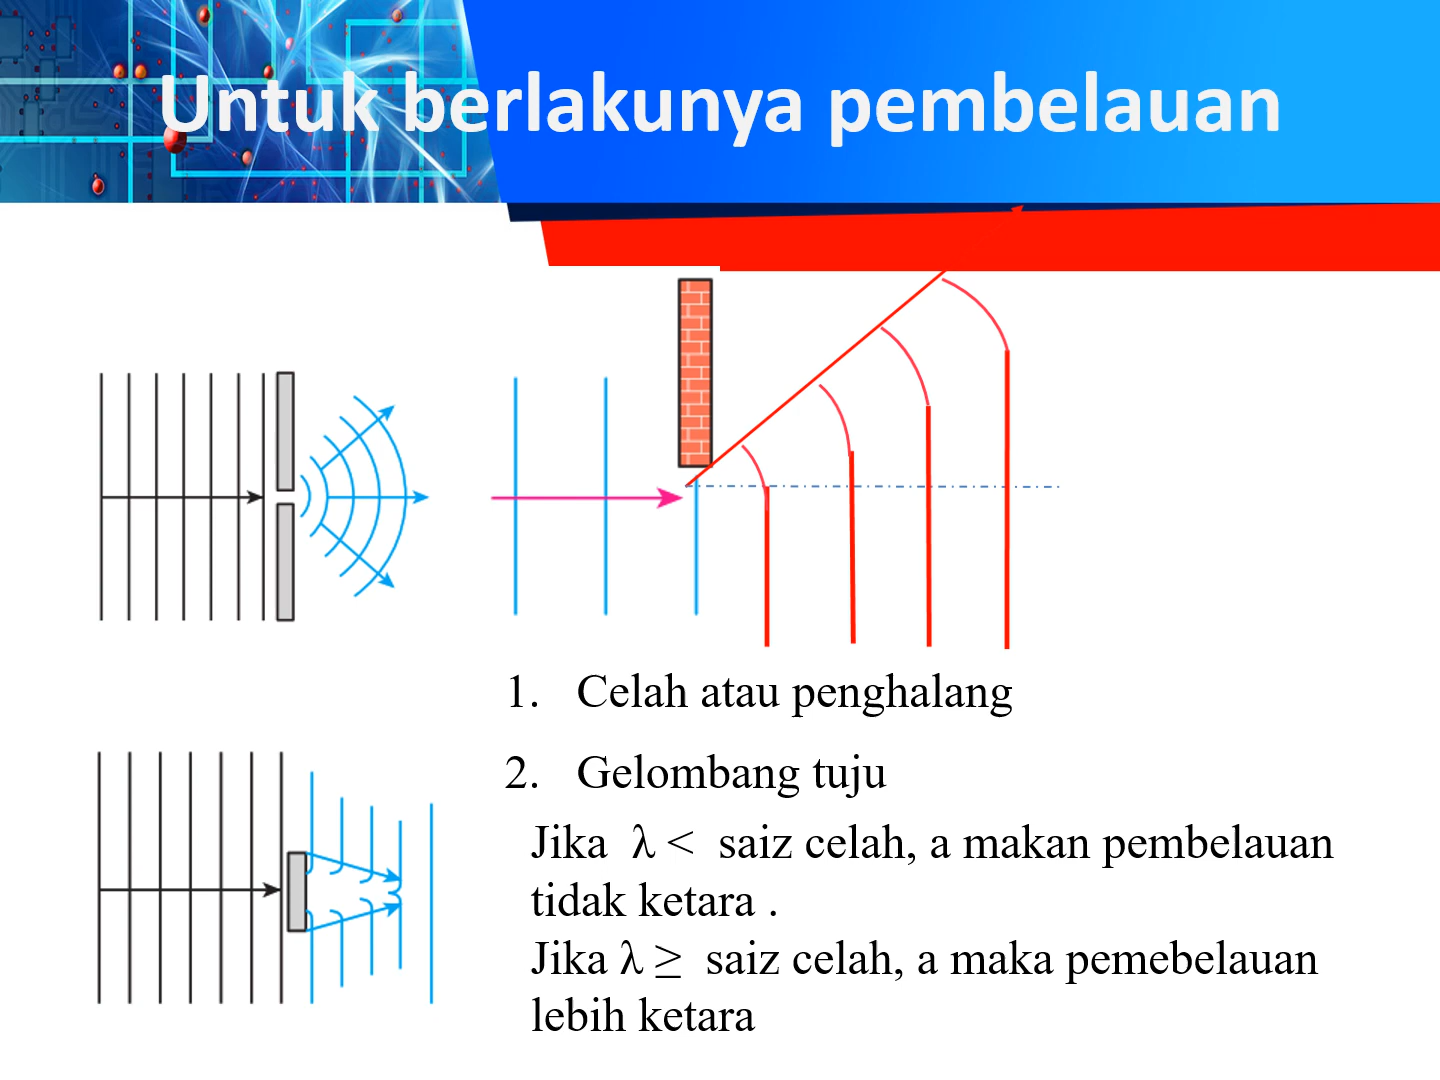 Untuk berlakunya pembelauan
1. Celah atau penghalang
2. Gelombang tuju
Jika λ < saiz celah, a makan pembelauan
tidak ketara .
Jika λ ≥ saiz celah, a maka pemebelauan
lebih ketara